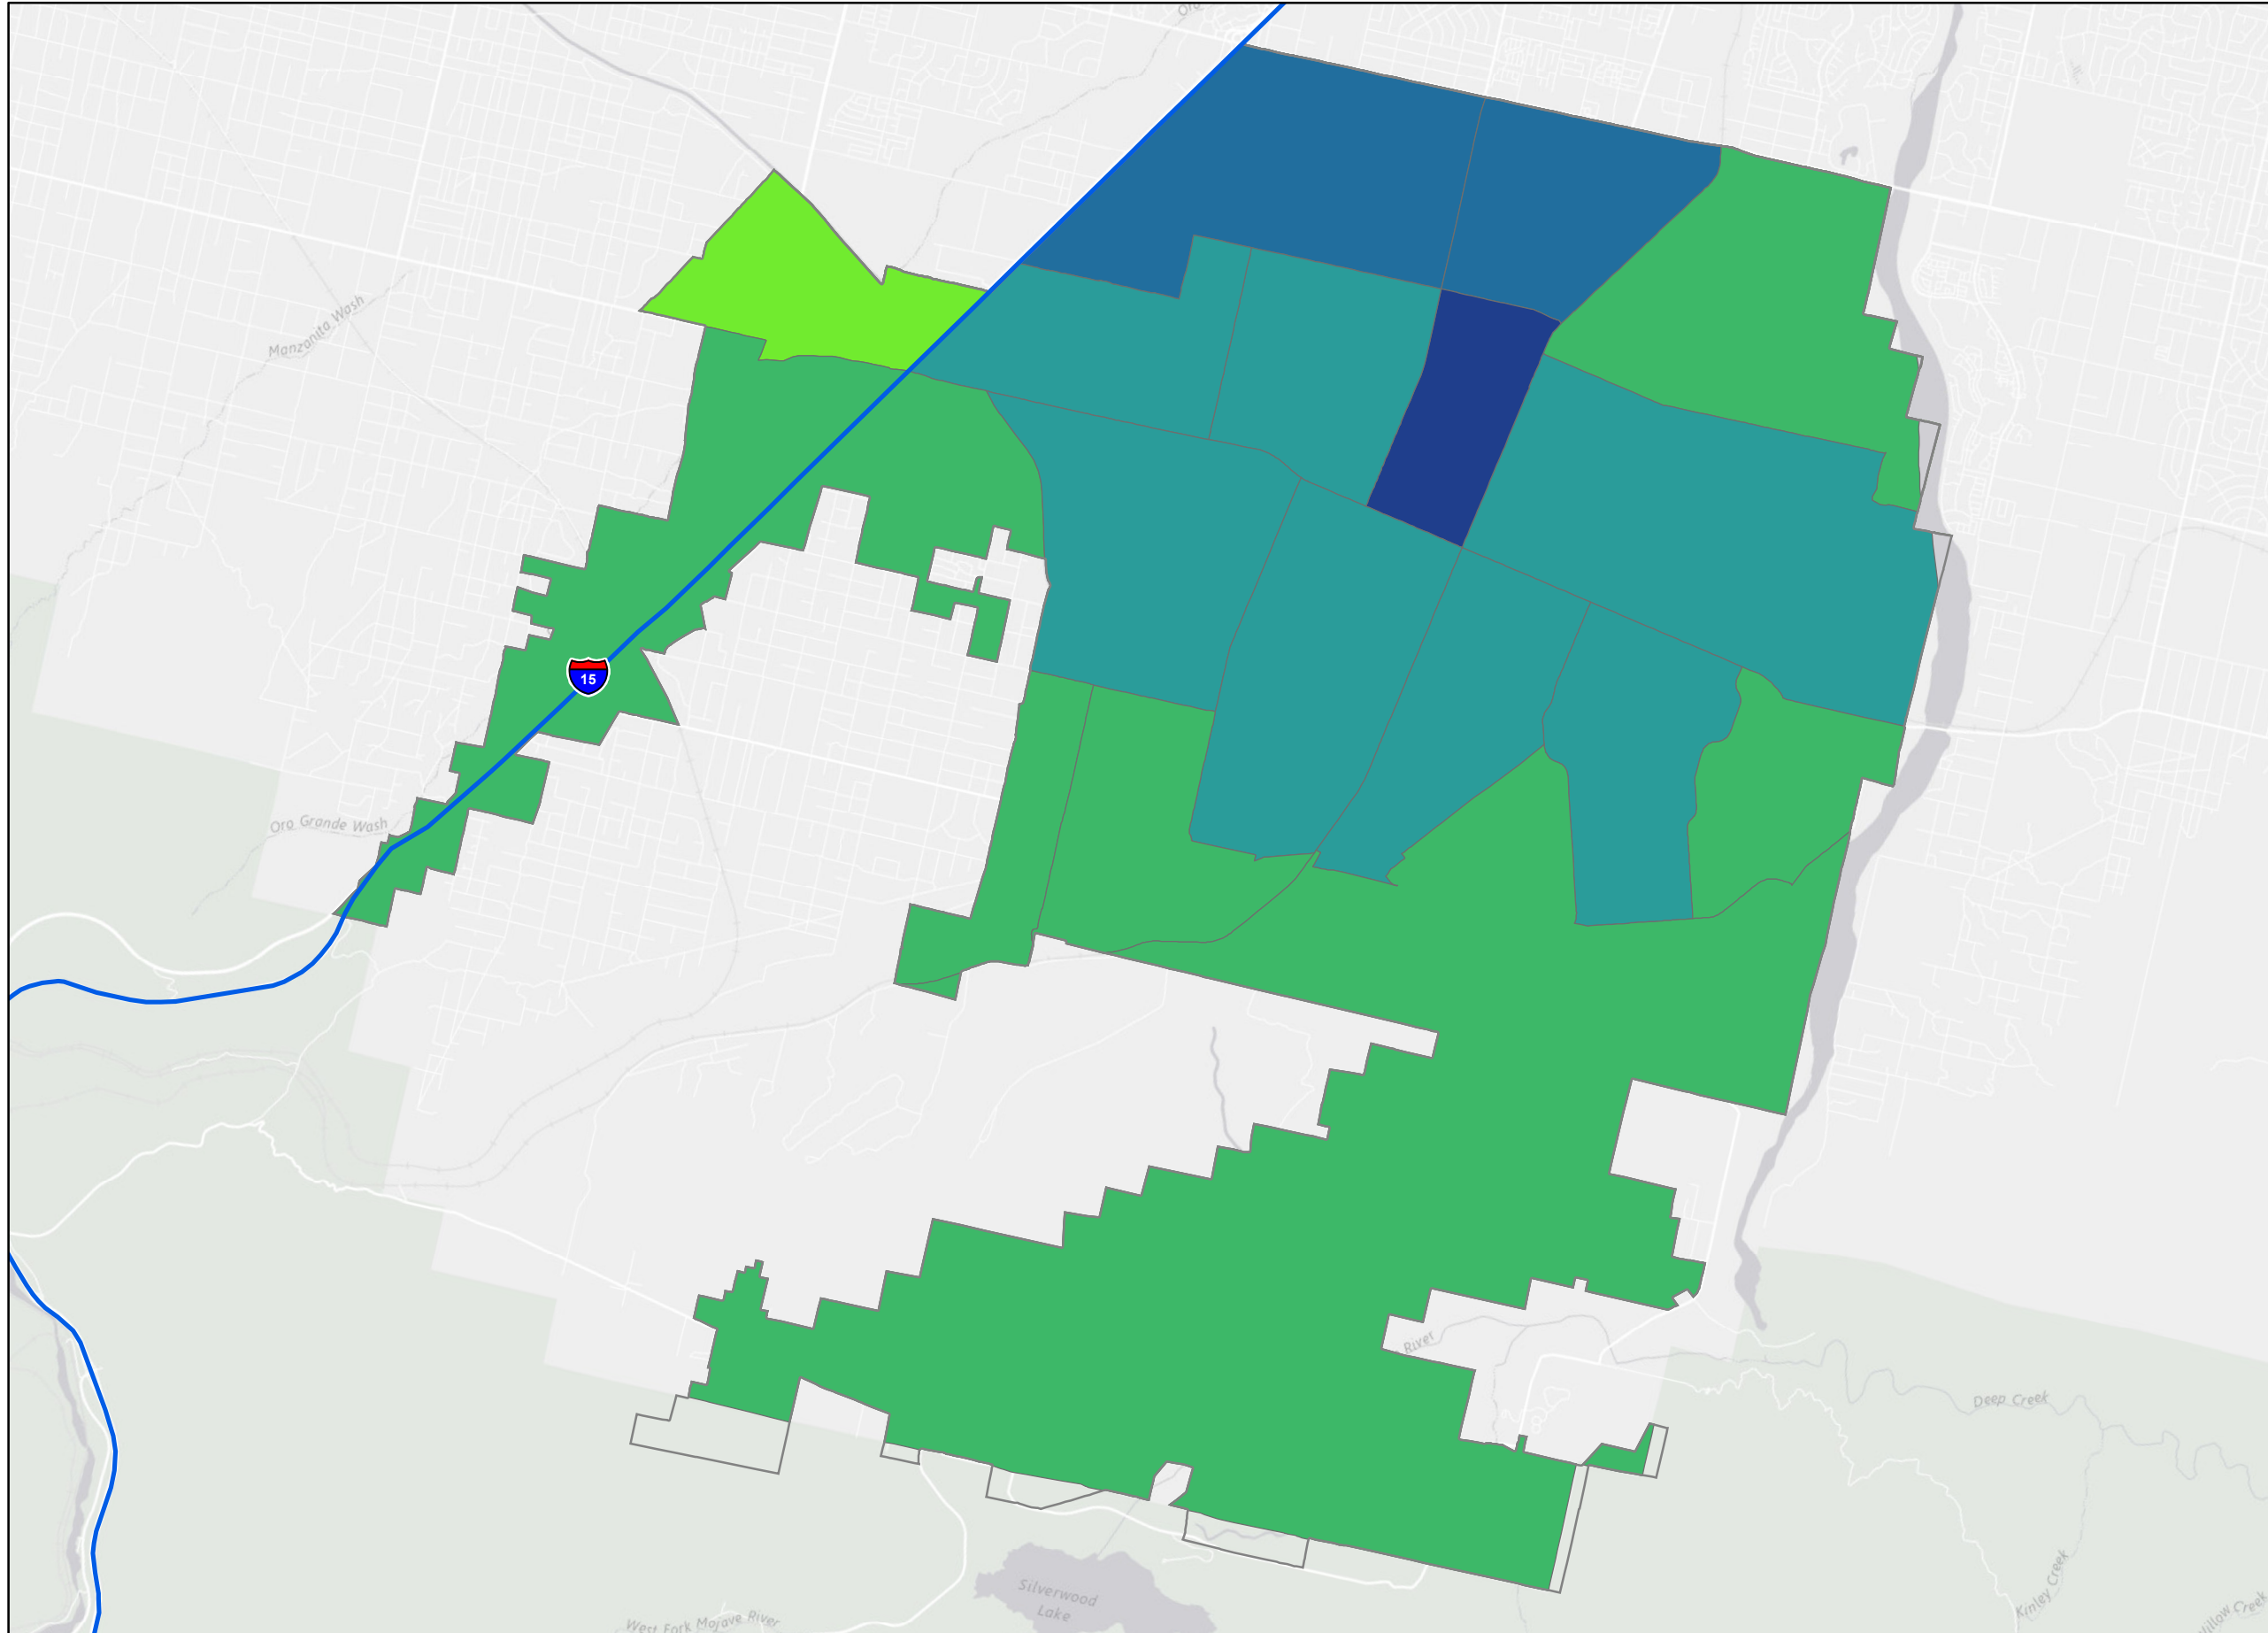 Oro
Manzanita Wash
15
Oro Grande Wash
River
Deep Creek
Silverwood
Lake
West Fork Mojave River
Kinley Creek
Willow Creek